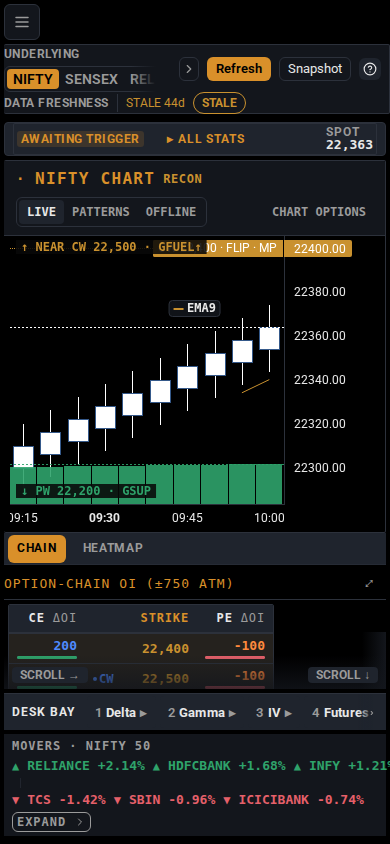 UNDERLYING
NIFTY SENSEX REL Refresh Snapshot
DATA FRESHNESS STALE 44d STALE
AWAITING TRIGGER ▸ ALL STATS SPOT
22,363
· NIFTY CHART RECON
LIVE PATTERNS OFFLINE CHART OPTIONS
↑ NEAR CW 22,500 · GFUEL↑ 00 · FLIP · MP 22400.00
22380.00
EMA9
22360.00
22340.00
22320.00
22300.00
↓ PW 22,200 · GSUP
09:15 09:30 09:45 10:00
CHAIN HEATMAP
OPTION-CHAIN OI (±750 ATM) ⤢
CE ΔOI STRIKE PE ΔOI
200 22,400 -100
SCROLL → •CW 22,500 -100 SCROLL ↓
DESK BAY 1 Delta ▸ 2 Gamma ▸ 3 IV ▸ 4 Futures ›
MOVERS · NIFTY 50
▲ RELIANCE +2.14% ▲ HDFCBANK +1.68% ▲ INFY +1.21%
▼ TCS -1.42% ▼ SBIN -0.96% ▼ ICICIBANK -0.74%
EXPAND ›